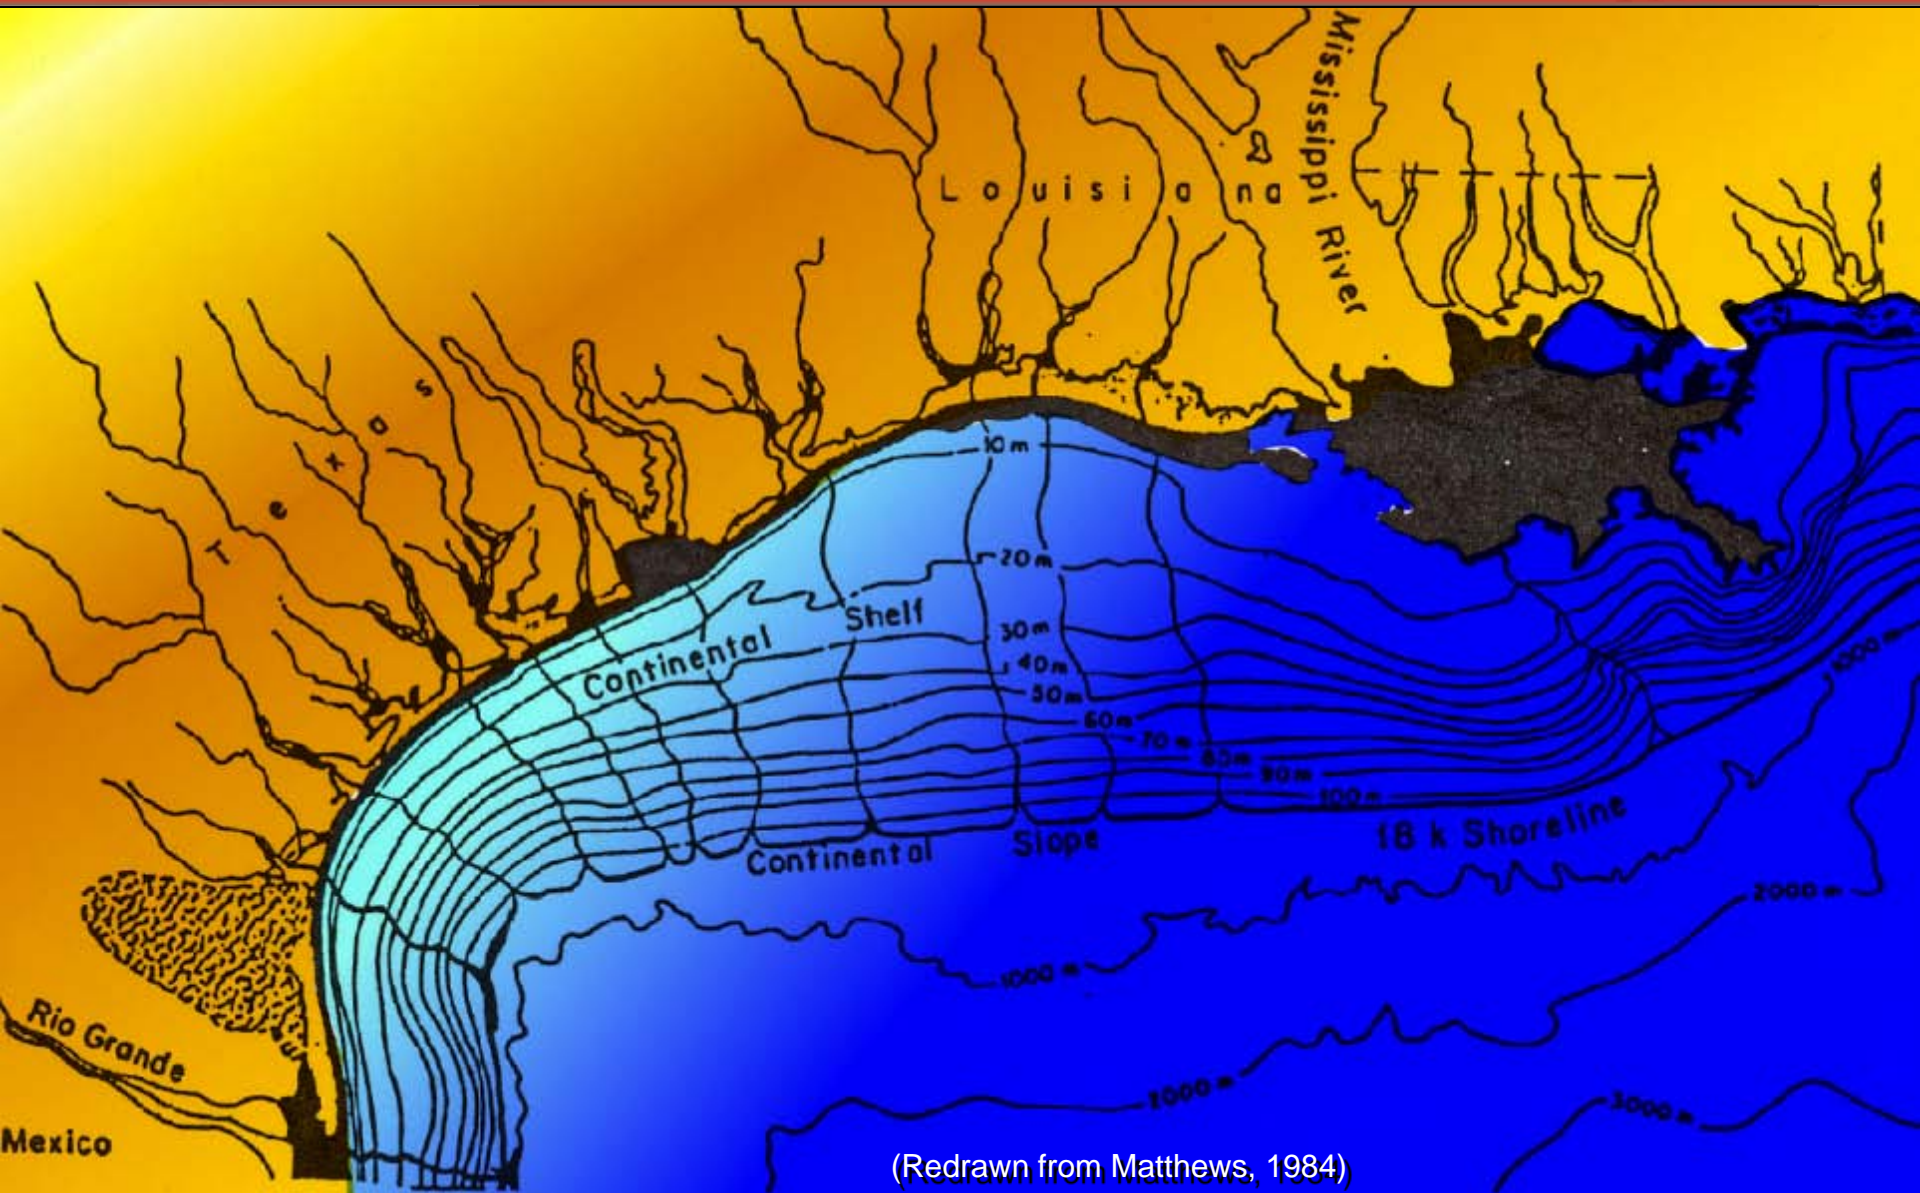 Mississippi River
Louisiana
Texas
10 m
20 m
Shelf
30 m
Continental
40 m
50 m
60 m
70 m
80 m
90 m
100 m
1000 m
18 k Shoreline
Continental Slope
2000 m
1000 m
Rio Grande
2000 m
3000 m
Mexico
(Redrawn from Matthews, 1984)